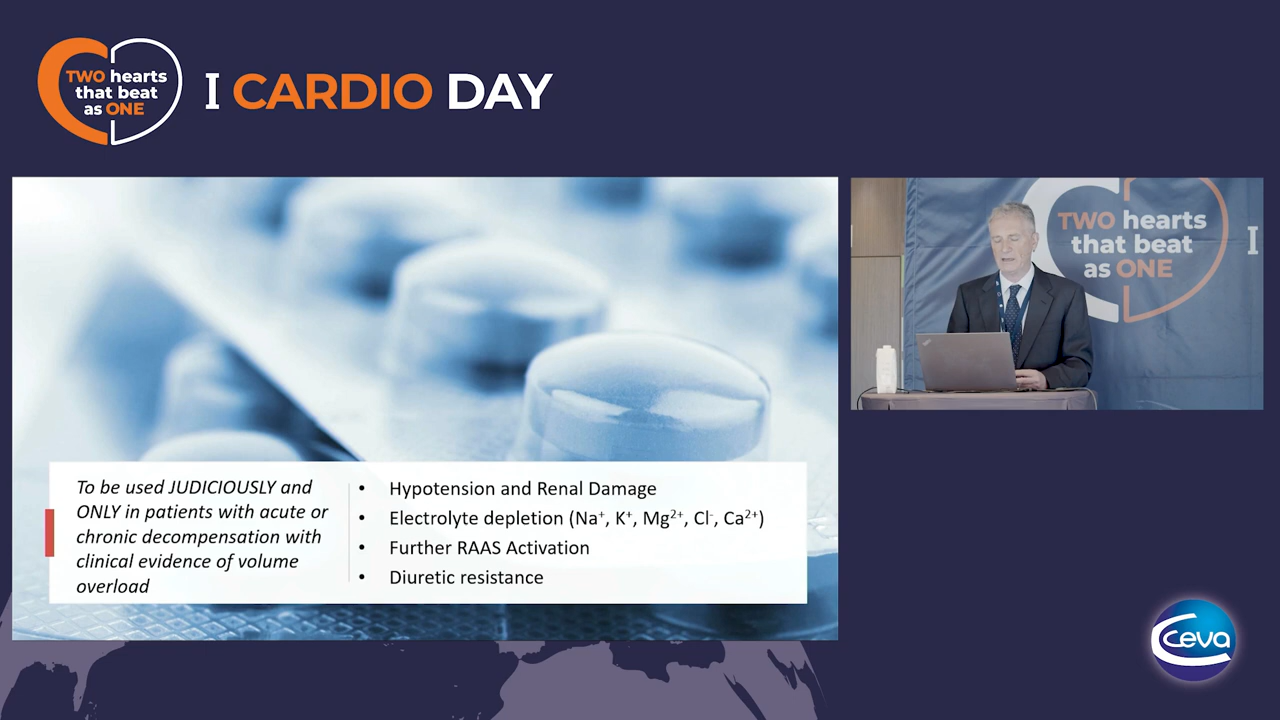 TWO hearts
that beat
as ONE
I CARDIO DAY
To be used JUDICIOUSLY and
ONLY in patients with acute or
chronic decompensation with
clinical evidence of volume
overload
• Hypotension and Renal Damage
• Electrolyte depletion (Na⁺, K⁺, Mg²⁺, Cl⁻, Ca²⁺)
• Further RAAS Activation
• Diuretic resistance
TWO hearts
that beat
as ONE
I
Ceva